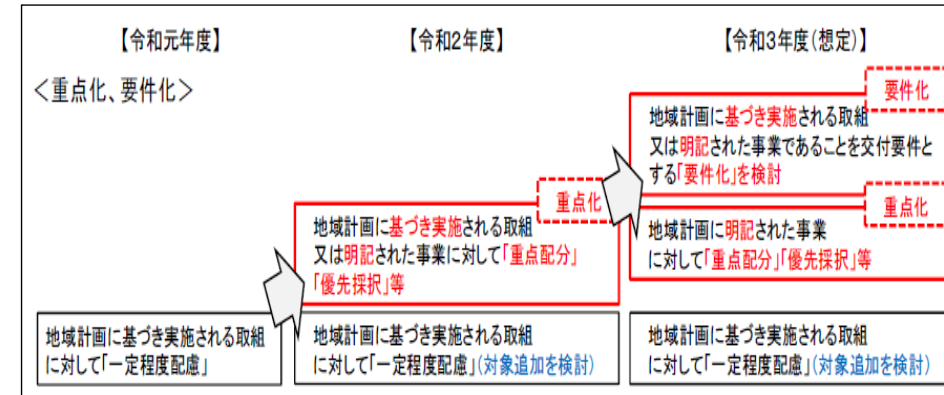 【令和元年度】
【令和2年度】
【令和3年度(想定)】
＜重点化、要件化＞
要件化
地域計画に基づき実施される取組
又は明記された事業であることを交付要件と
する「要件化」を検討
重点化
地域計画に基づき実施される取組
又は明記された事業に対して「重点配分」
「優先採択」等
重点化
地域計画に明記された事業
に対して「重点配分」「優先採択」等
地域計画に基づき実施される取組
に対して「一定程度配慮」
地域計画に基づき実施される取組
に対して「一定程度配慮」(対象追加を検討)
地域計画に基づき実施される取組
に対して「一定程度配慮」(対象追加を検討)